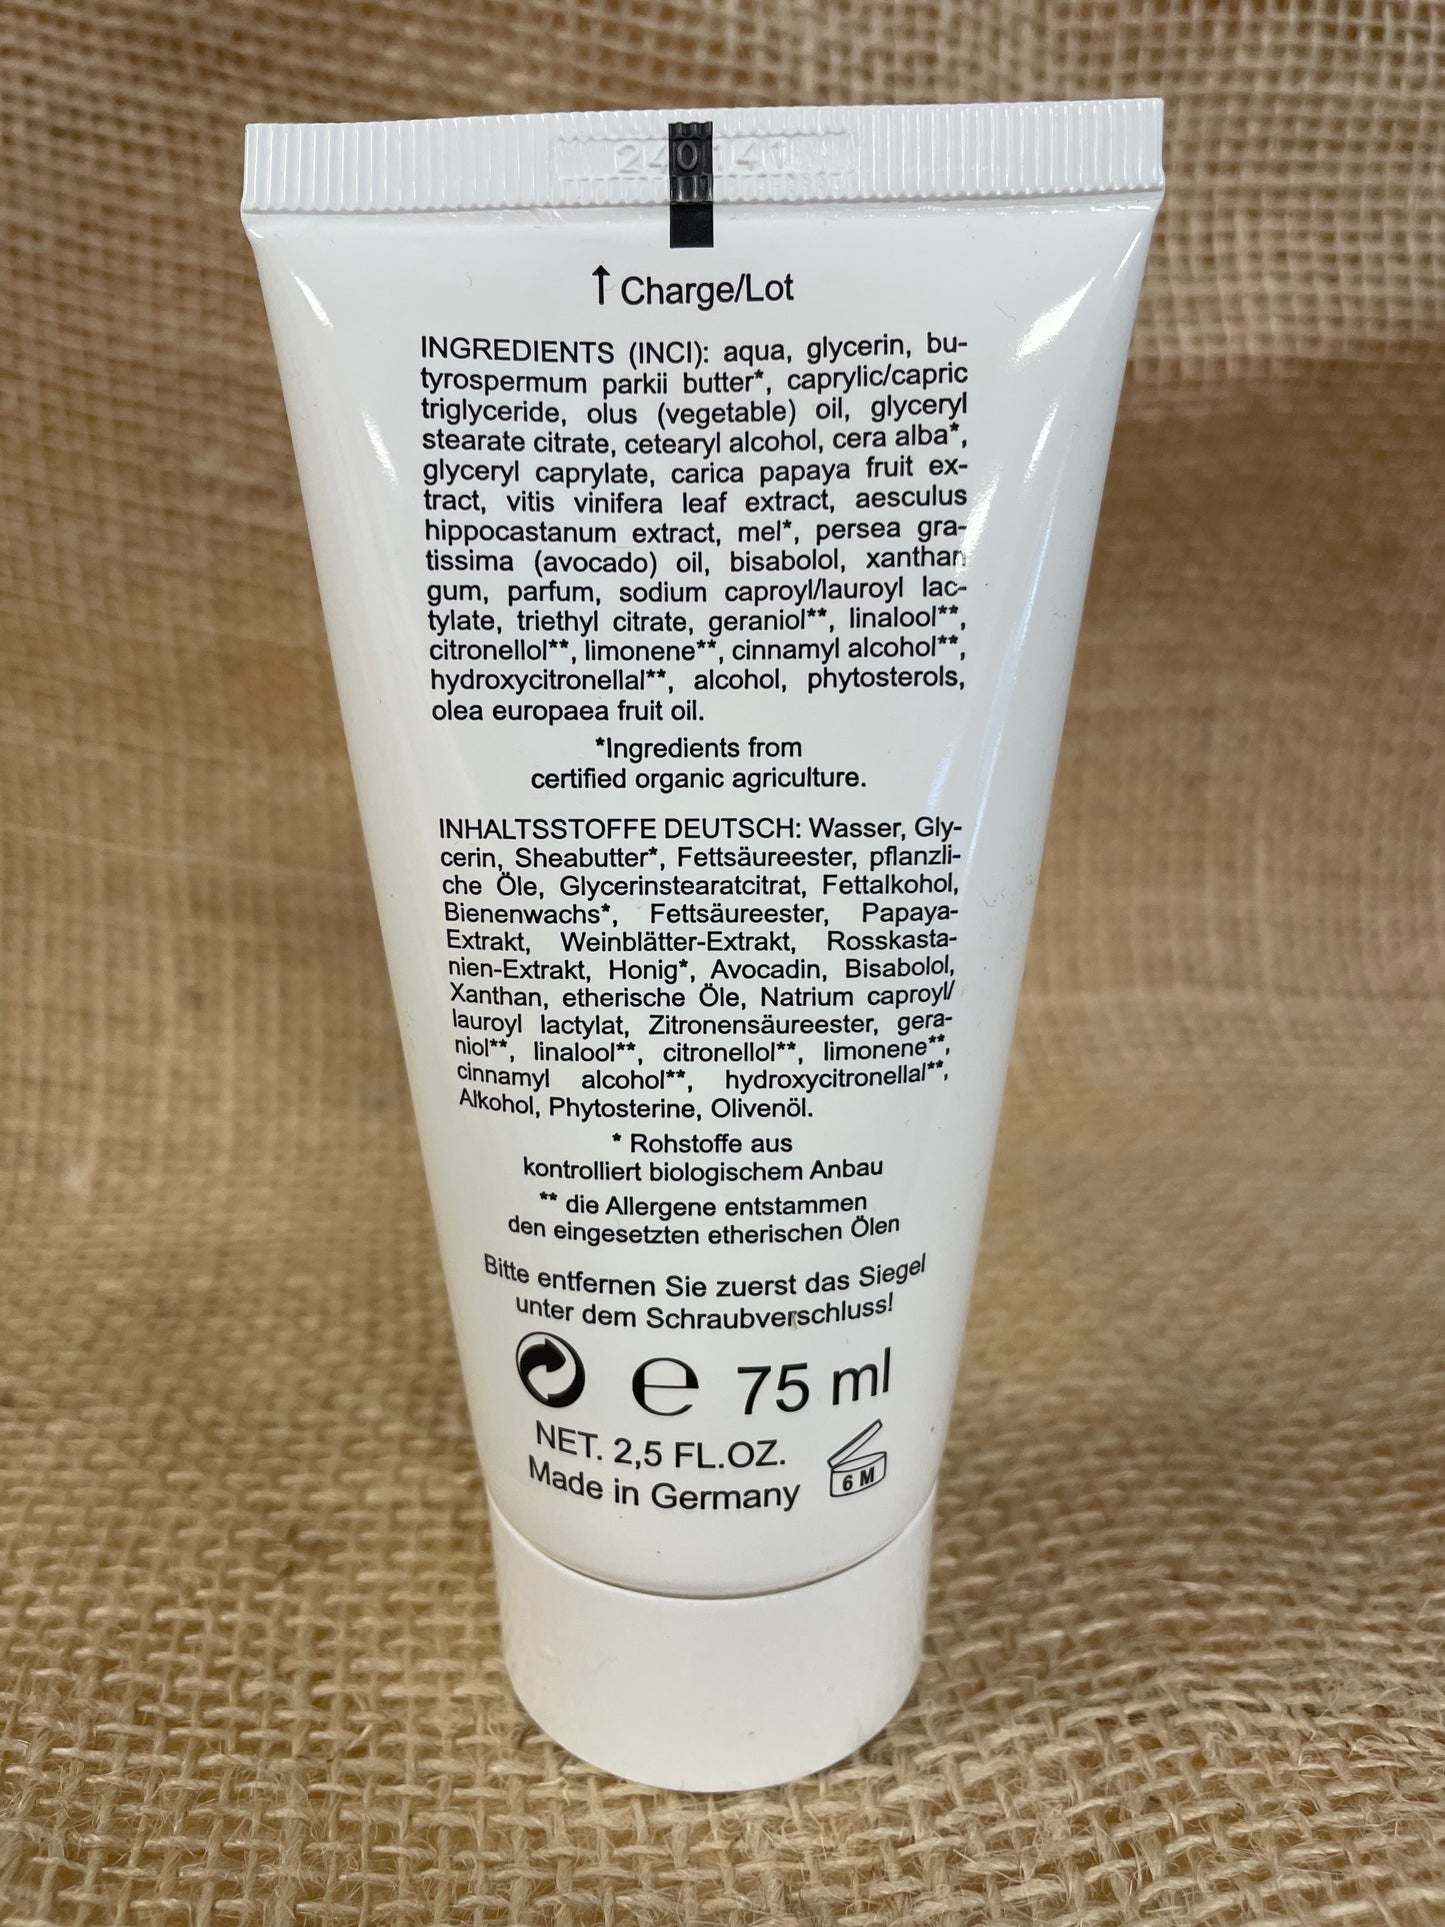 240141
↑ Charge/Lot
INGREDIENTS (INCI): aqua, glycerin, bu-
tyrospermum parkii butter*, caprylic/capric
triglyceride, olus (vegetable) oil, glyceryl
stearate citrate, cetearyl alcohol, cera alba*,
glyceryl caprylate, carica papaya fruit ex-
tract, vitis vinifera leaf extract, aesculus
hippocastanum extract, mel*, persea gra-
tissima (avocado) oil, bisabolol, xanthan
gum, parfum, sodium caproyl/lauroyl lac-
tylate, triethyl citrate, geraniol**, linalool**,
citronellol**, limonene**, cinnamyl alcohol**,
hydroxycitronellal**, alcohol, phytosterols,
olea europaea fruit oil.
*Ingredients from
certified organic agriculture.
INHALTSSTOFFE DEUTSCH: Wasser, Gly-
cerin, Sheabutter*, Fettsäureester, pflanzli-
che Öle, Glycerinstearatcitrat, Fettalkohol,
Bienenwachs*, Fettsäureester, Papaya-
Extrakt, Weinblätter-Extrakt, Rosskasta-
nien-Extrakt, Honig*, Avocadin, Bisabolol,
Xanthan, etherische Öle, Natrium caproyl/
lauroyl lactylat, Zitronensäureester, gera-
niol**, linalool**, citronellol**, limonene**,
cinnamyl alcohol**, hydroxycitronellal**,
Alkohol, Phytosterine, Olivenöl.
* Rohstoffe aus
kontrolliert biologischem Anbau
** die Allergene entstammen
den eingesetzten etherischen Ölen
Bitte entfernen Sie zuerst das Siegel
unter dem Schraubverschluss!
e 75 ml
NET. 2,5 FL.OZ.
Made in Germany
6 M